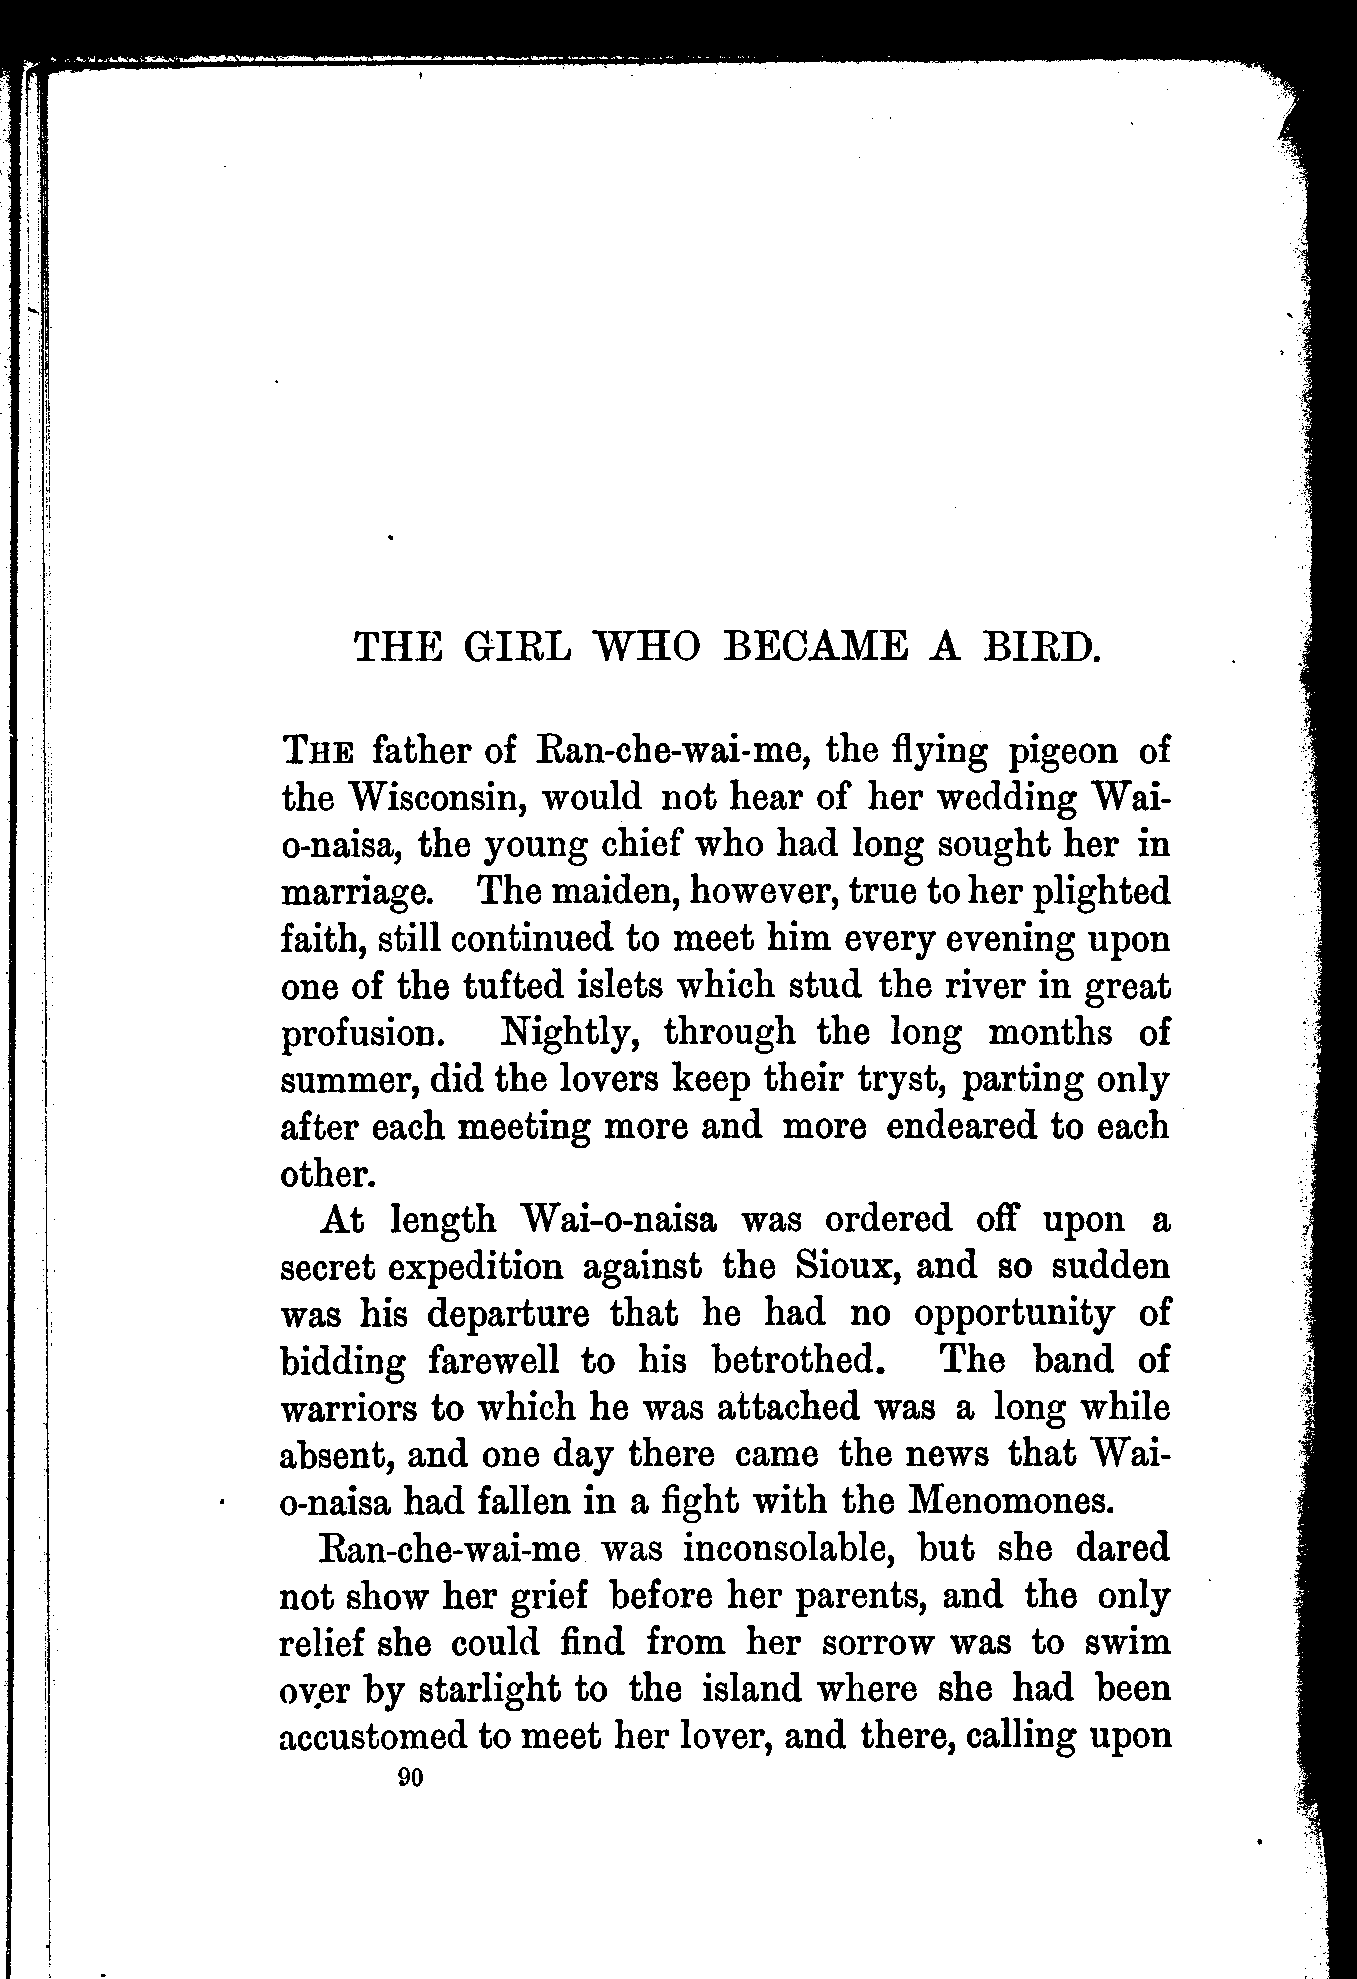 THE GIRL WHO BECAME A BIRD.
THE father of Ran-che-wai-me, the flying pigeon of
the Wisconsin, would not hear of her wedding Wai-
o-naisa, the young chief who had long sought her in
marriage. The maiden, however, true to her plighted
faith, still continued to meet him every evening upon
one of the tufted islets which stud the river in great
profusion. Nightly, through the long months of
summer, did the lovers keep their tryst, parting only
after each meeting more and more endeared to each
other.
At length Wai-o-naisa was ordered off upon a
secret expedition against the Sioux, and so sudden
was his departure that he had no opportunity of
bidding farewell to his betrothed. The band of
warriors to which he was attached was a long while
absent, and one day there came the news that Wai-
o-naisa had fallen in a fight with the Menomones.
Ran-che-wai-me was inconsolable, but she dared
not show her grief before her parents, and the only
relief she could find from her sorrow was to swim
over by starlight to the island where she had been
accustomed to meet her lover, and there, calling upon
90